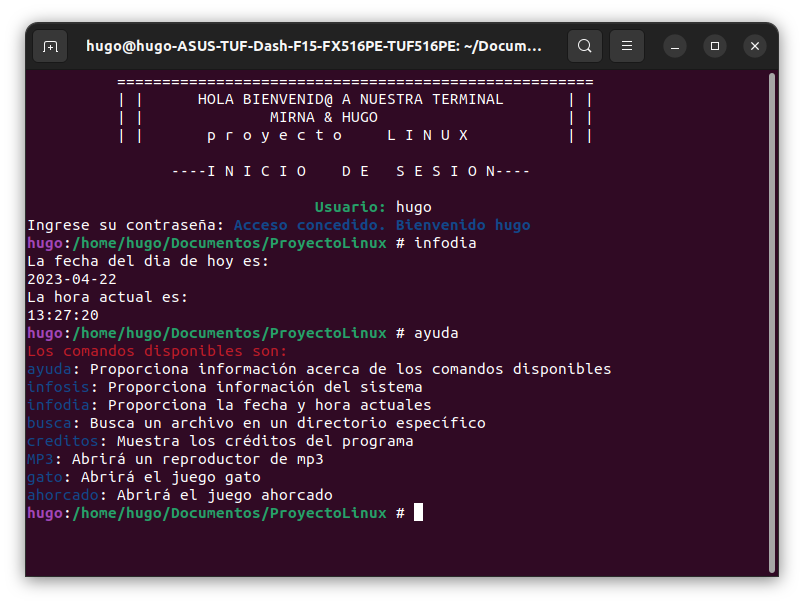 hugo@hugo-ASUS-TUF-Dash-F15-FX516PE-TUF516PE: ~/Docum...
=====================================================
| | HOLA BIENVENID@ A NUESTRA TERMINAL | |
| | MIRNA & HUGO | |
| | p r o y e c t o L I N U X | |
----I N I C I O D E S E S I O N----
Usuario: hugo
Ingrese su contraseña: Acceso concedido. Bienvenido hugo
hugo:/home/hugo/Documentos/ProyectoLinux # infodia
La fecha del dia de hoy es:
2023-04-22
La hora actual es:
13:27:20
hugo:/home/hugo/Documentos/ProyectoLinux # ayuda
Los comandos disponibles son:
ayuda: Proporciona información acerca de los comandos disponibles
infosis: Proporciona información del sistema
infodia: Proporciona la fecha y hora actuales
busca: Busca un archivo en un directorio específico
creditos: Muestra los créditos del programa
MP3: Abrirá un reproductor de mp3
gato: Abrirá el juego gato
ahorcado: Abrirá el juego ahorcado
hugo:/home/hugo/Documentos/ProyectoLinux #